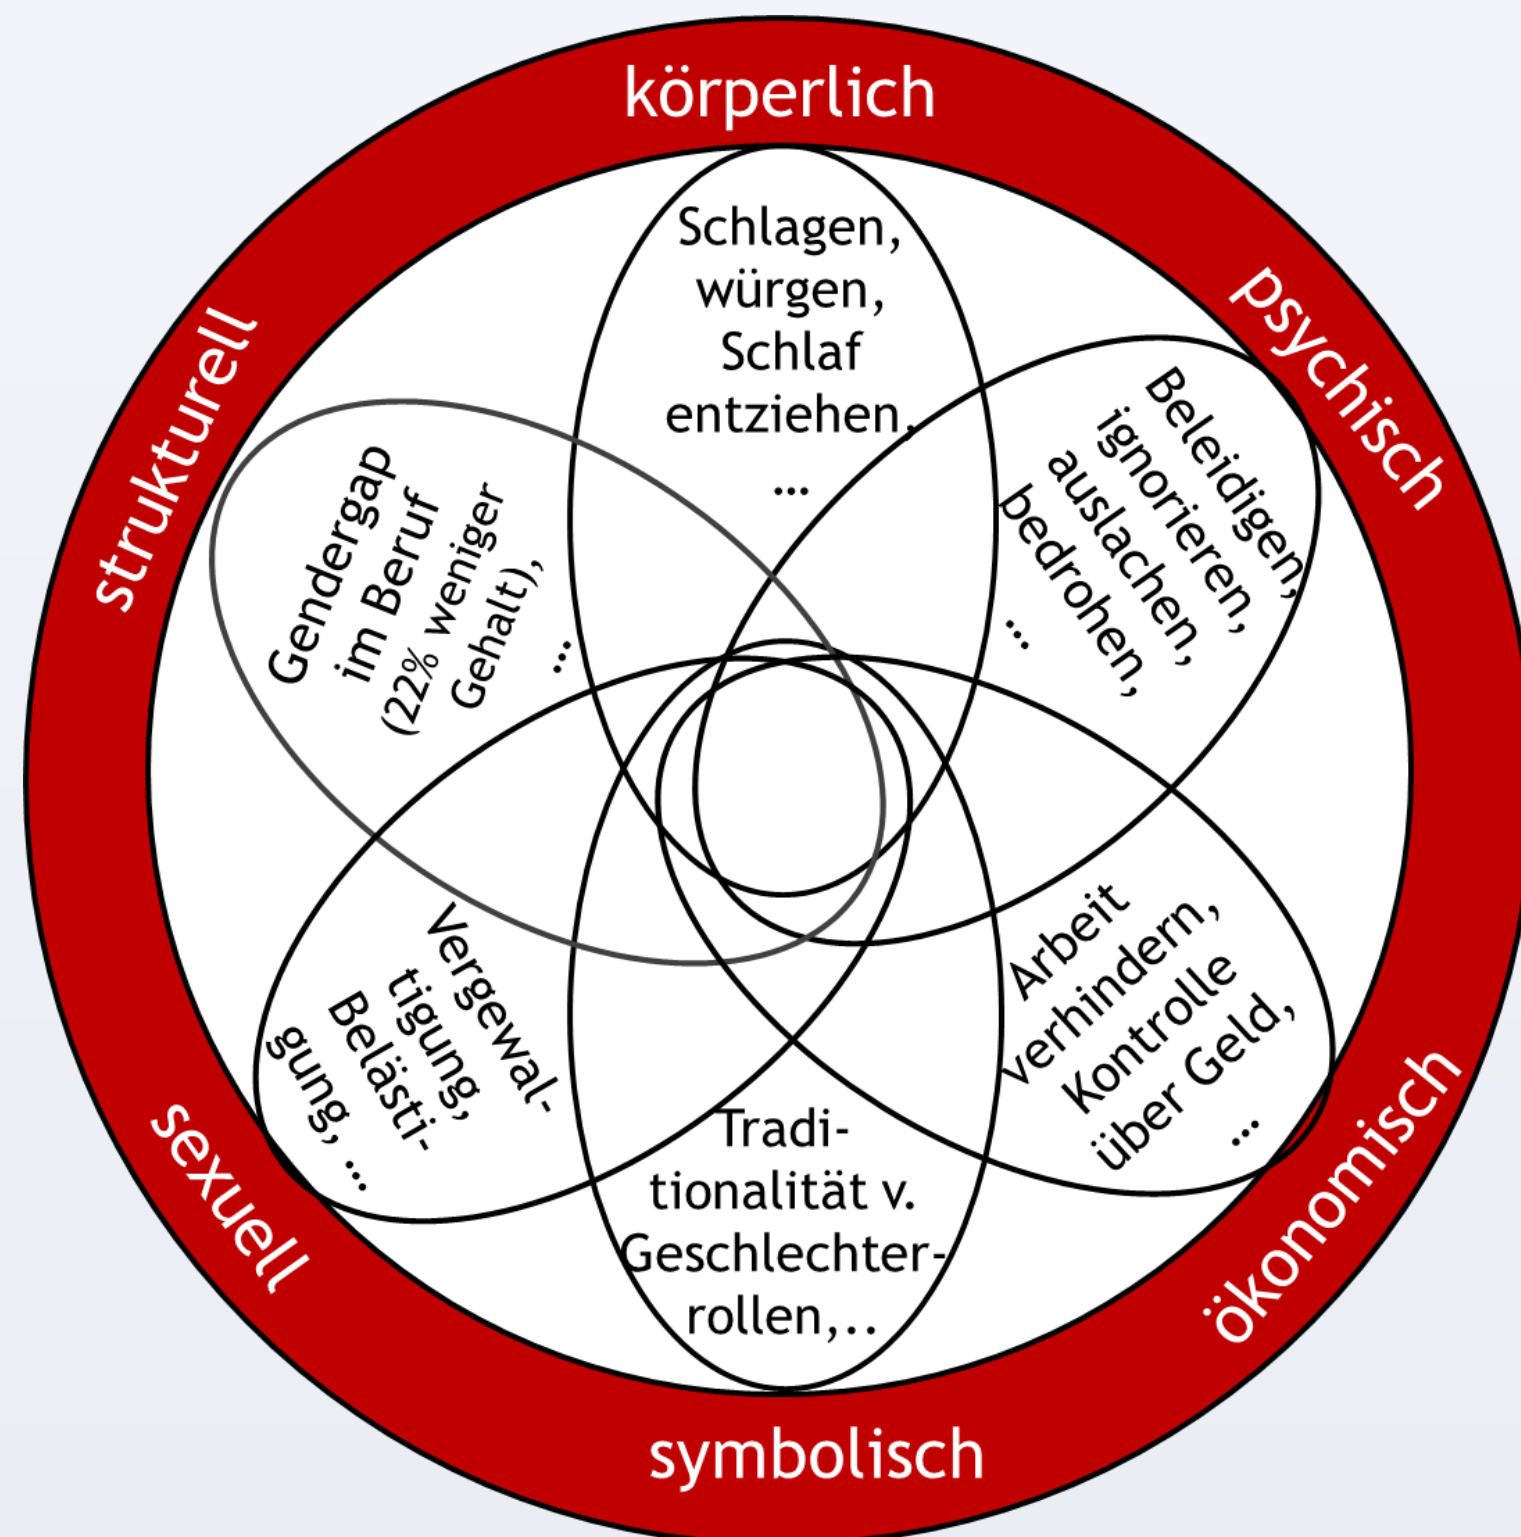 körperlich
Schlagen,
würgen,
Schlaf
entziehen,
...
psychisch
Beleidigen,
ignorieren,
auslachen,
bedrohen,
...
ökonomisch
Arbeit
verhindern,
Kontrolle
über Geld,
...
symbolisch
Tradi-
tionalität v.
Geschlechter-
rollen,..
sexuell
Vergewal-
tigung,
Belästi-
gung, ...
strukturell
Gendergap
im Beruf
(22% weniger
Gehalt),
...